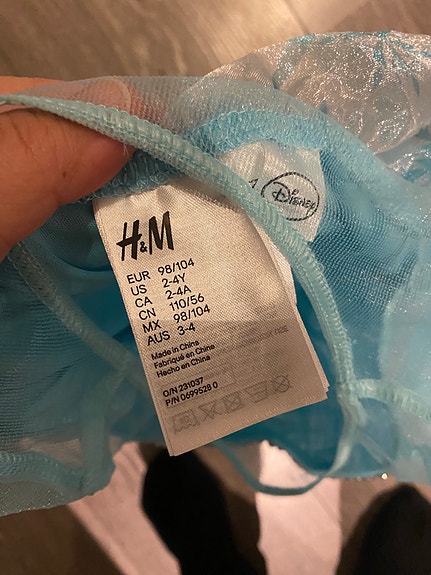 H&M
Disney
EUR 98/104
US 2-4Y
CA 2-4A
CN 110/56
MX 98/104
AUS 3-4
Made in China
Fabriqué en Chine
Hecho en China
O/N 231037
P/N 0699528 0